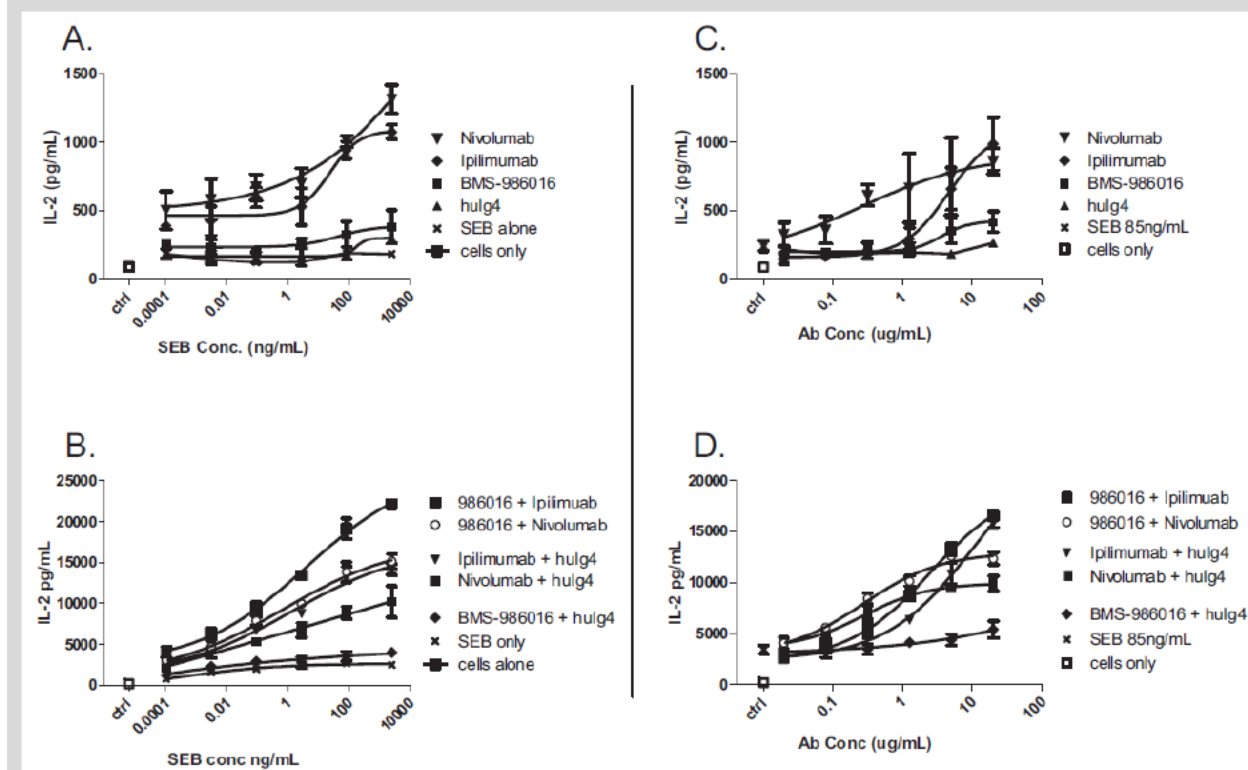 A.
1500
1000
500
0
IL-2 (pg/mL)
ctrl
0.0001
0.01
1
100
10000
SEB Conc. (ng/mL)
Nivolumab
Ipilimumab
BMS-986016
huIg4
SEB alone
cells only
C.
1500
1000
500
0
IL-2 (pg/mL)
ctrl
0.1
1
10
100
Ab Conc (ug/mL)
Nivolumab
Ipilimumab
BMS-986016
huIg4
SEB 85ng/mL
cells only
B.
25000
20000
15000
10000
5000
0
IL-2 pg/mL
ctrl
0.0001
0.01
1
100
10000
SEB conc ng/mL
986016 + Ipilimuab
986016 + Nivolumab
Ipilimumab + huIg4
Nivolumab + huIg4
BMS-986016 + huIg4
SEB only
cells alone
D.
20000
15000
10000
5000
0
IL-2 pg/mL
ctrl
0.1
1
10
100
Ab Conc (ug/mL)
986016 + Ipilimuab
986016 + Nivolumab
Ipilimumab + huIg4
Nivolumab + huIg4
BMS-986016 + huIg4
SEB 85ng/mL
cells only